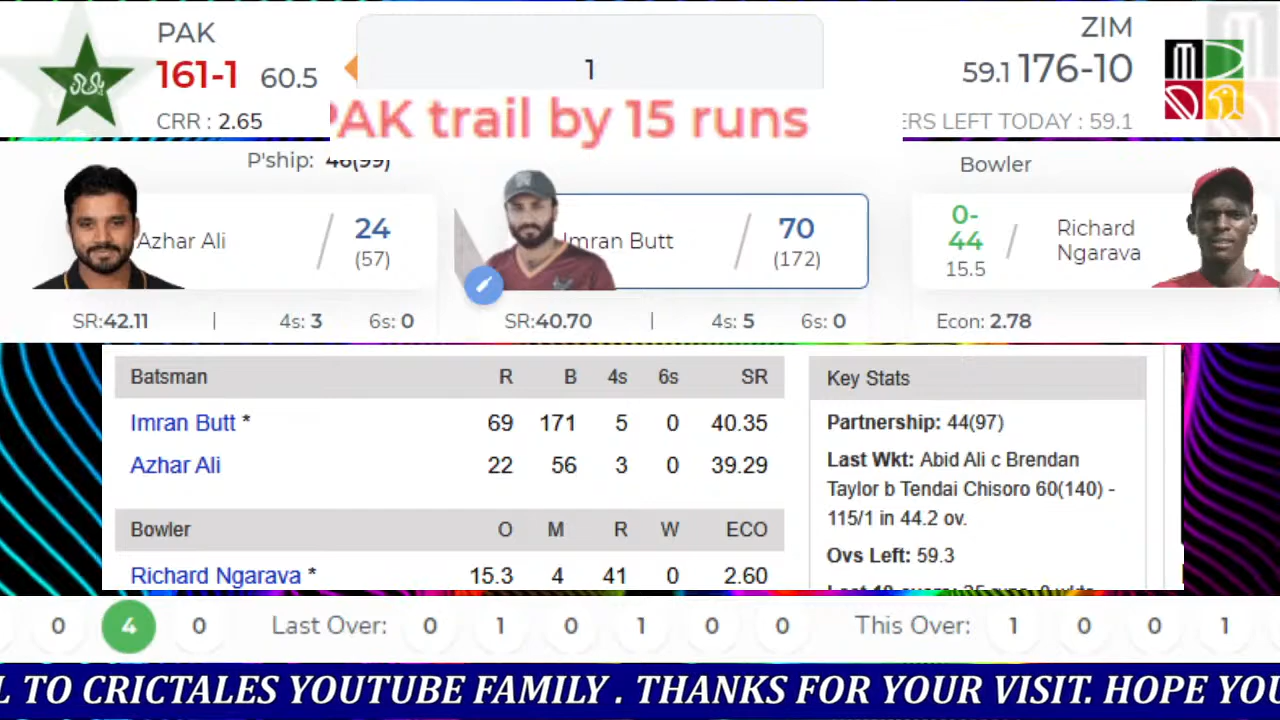 PAK
161-1 60.5
CRR : 2.65
1
PAK trail by 15 runs
ZIM
59.1 176-10
ERS LEFT TODAY : 59.1
P'ship: 46(99)
Azhar Ali
24
(57)
SR:42.11 | 4s: 3 6s: 0
Imran Butt
70
(172)
SR:40.70 | 4s: 5 6s: 0
Bowler
0-
44
15.5
Richard
Ngarava
Econ: 2.78
Batsman R B 4s 6s SR
Imran Butt * 69 171 5 0 40.35
Azhar Ali 22 56 3 0 39.29
Bowler O M R W ECO
Richard Ngarava * 15.3 4 41 0 2.60
Key Stats
Partnership: 44(97)
Last Wkt: Abid Ali c Brendan
Taylor b Tendai Chisoro 60(140) -
115/1 in 44.2 ov.
Ovs Left: 59.3
0 4 0 Last Over: 0 1 0 1 0 0 This Over: 1 0 0 1
L TO CRICTALES YOUTUBE FAMILY . THANKS FOR YOUR VISIT. HOPE YOU